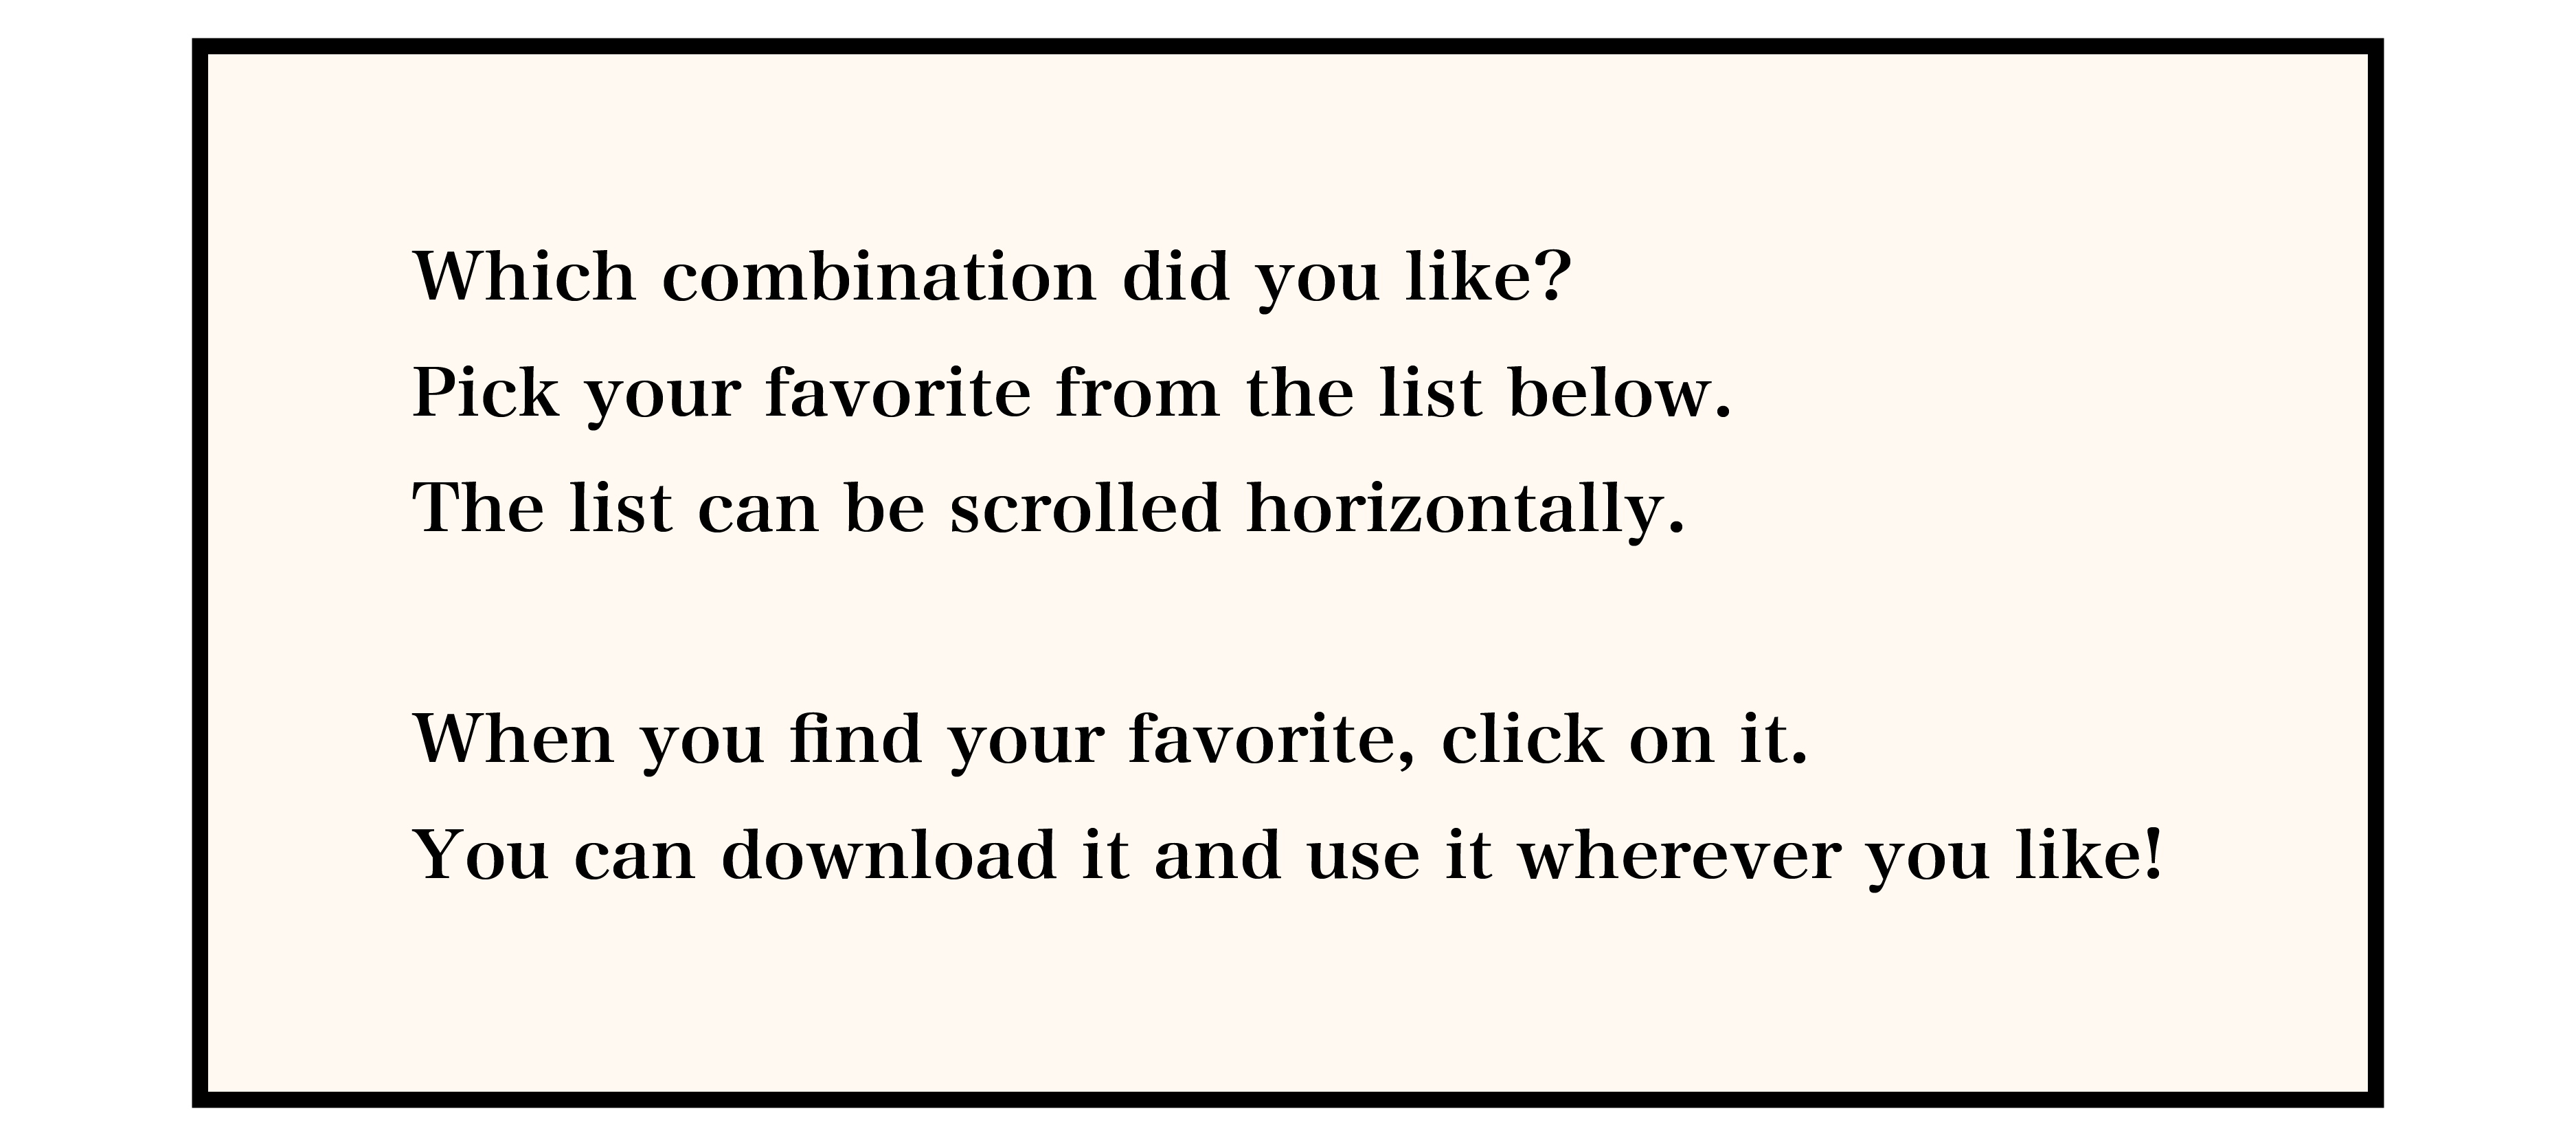 Which combination did you like?
Pick your favorite from the list below.
The list can be scrolled horizontally.
When you find your favorite, click on it.
You can download it and use it wherever you like!